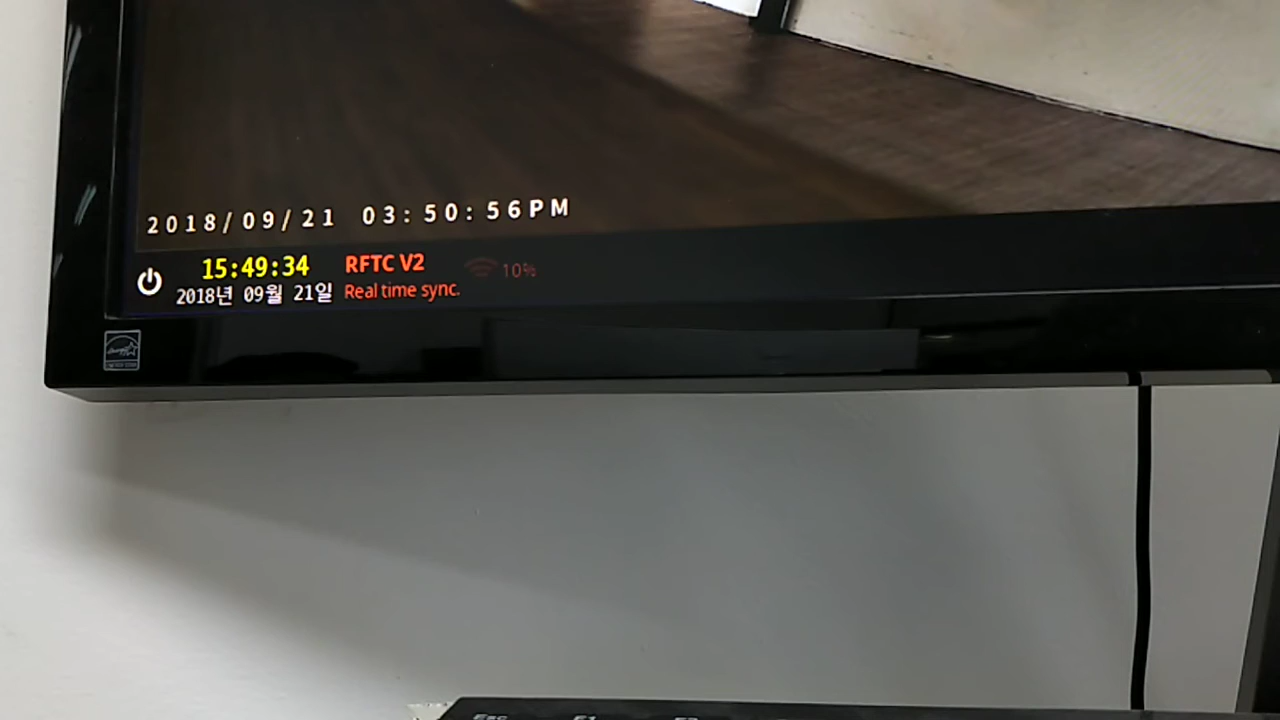 2018/09/21 03:50:56PM
15:49:34 RFTC V2 10%
2018년 09월 21일 Real time sync.